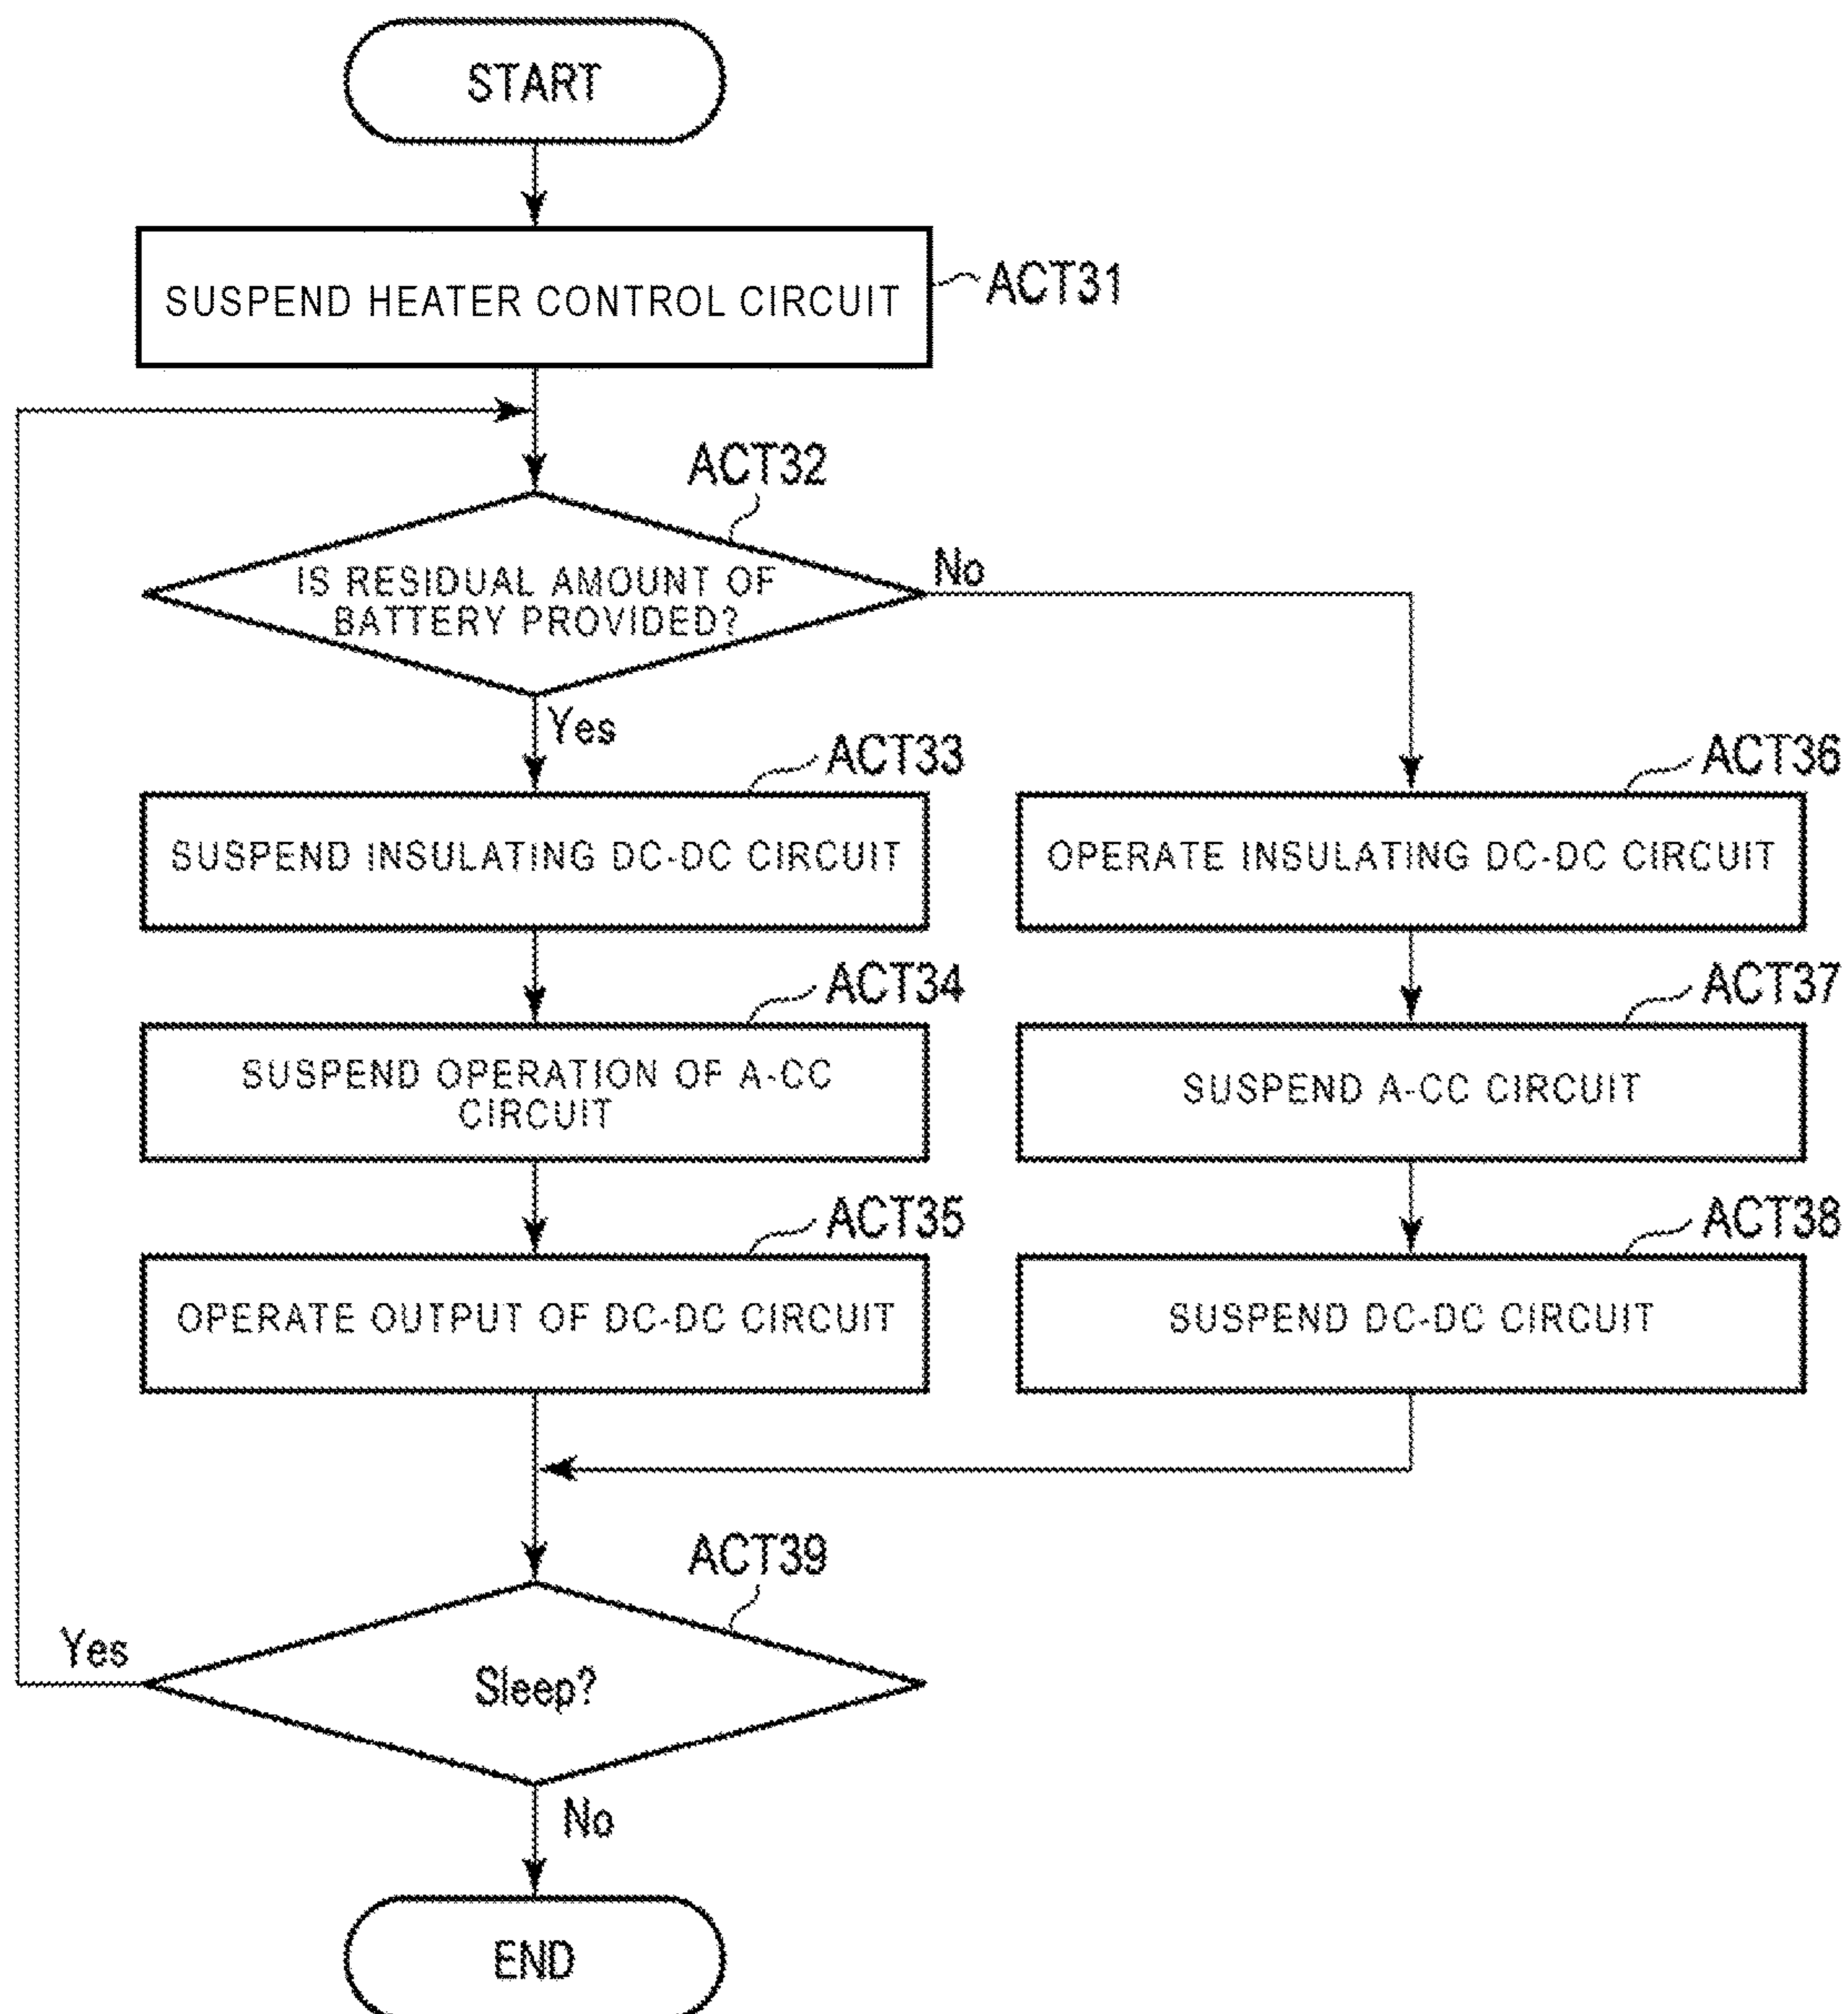 START
SUSPEND HEATER CONTROL CIRCUIT
ACT31
ACT32
IS RESIDUAL AMOUNT OF
BATTERY PROVIDED?
No
Yes
ACT33
SUSPEND INSULATING DC-DC CIRCUIT
ACT36
OPERATE INSULATING DC-DC CIRCUIT
ACT34
SUSPEND OPERATION OF A-CC
CIRCUIT
ACT37
SUSPEND A-CC CIRCUIT
ACT35
OPERATE OUTPUT OF DC-DC CIRCUIT
ACT38
SUSPEND DC-DC CIRCUIT
ACT39
Yes
Sleep?
No
END